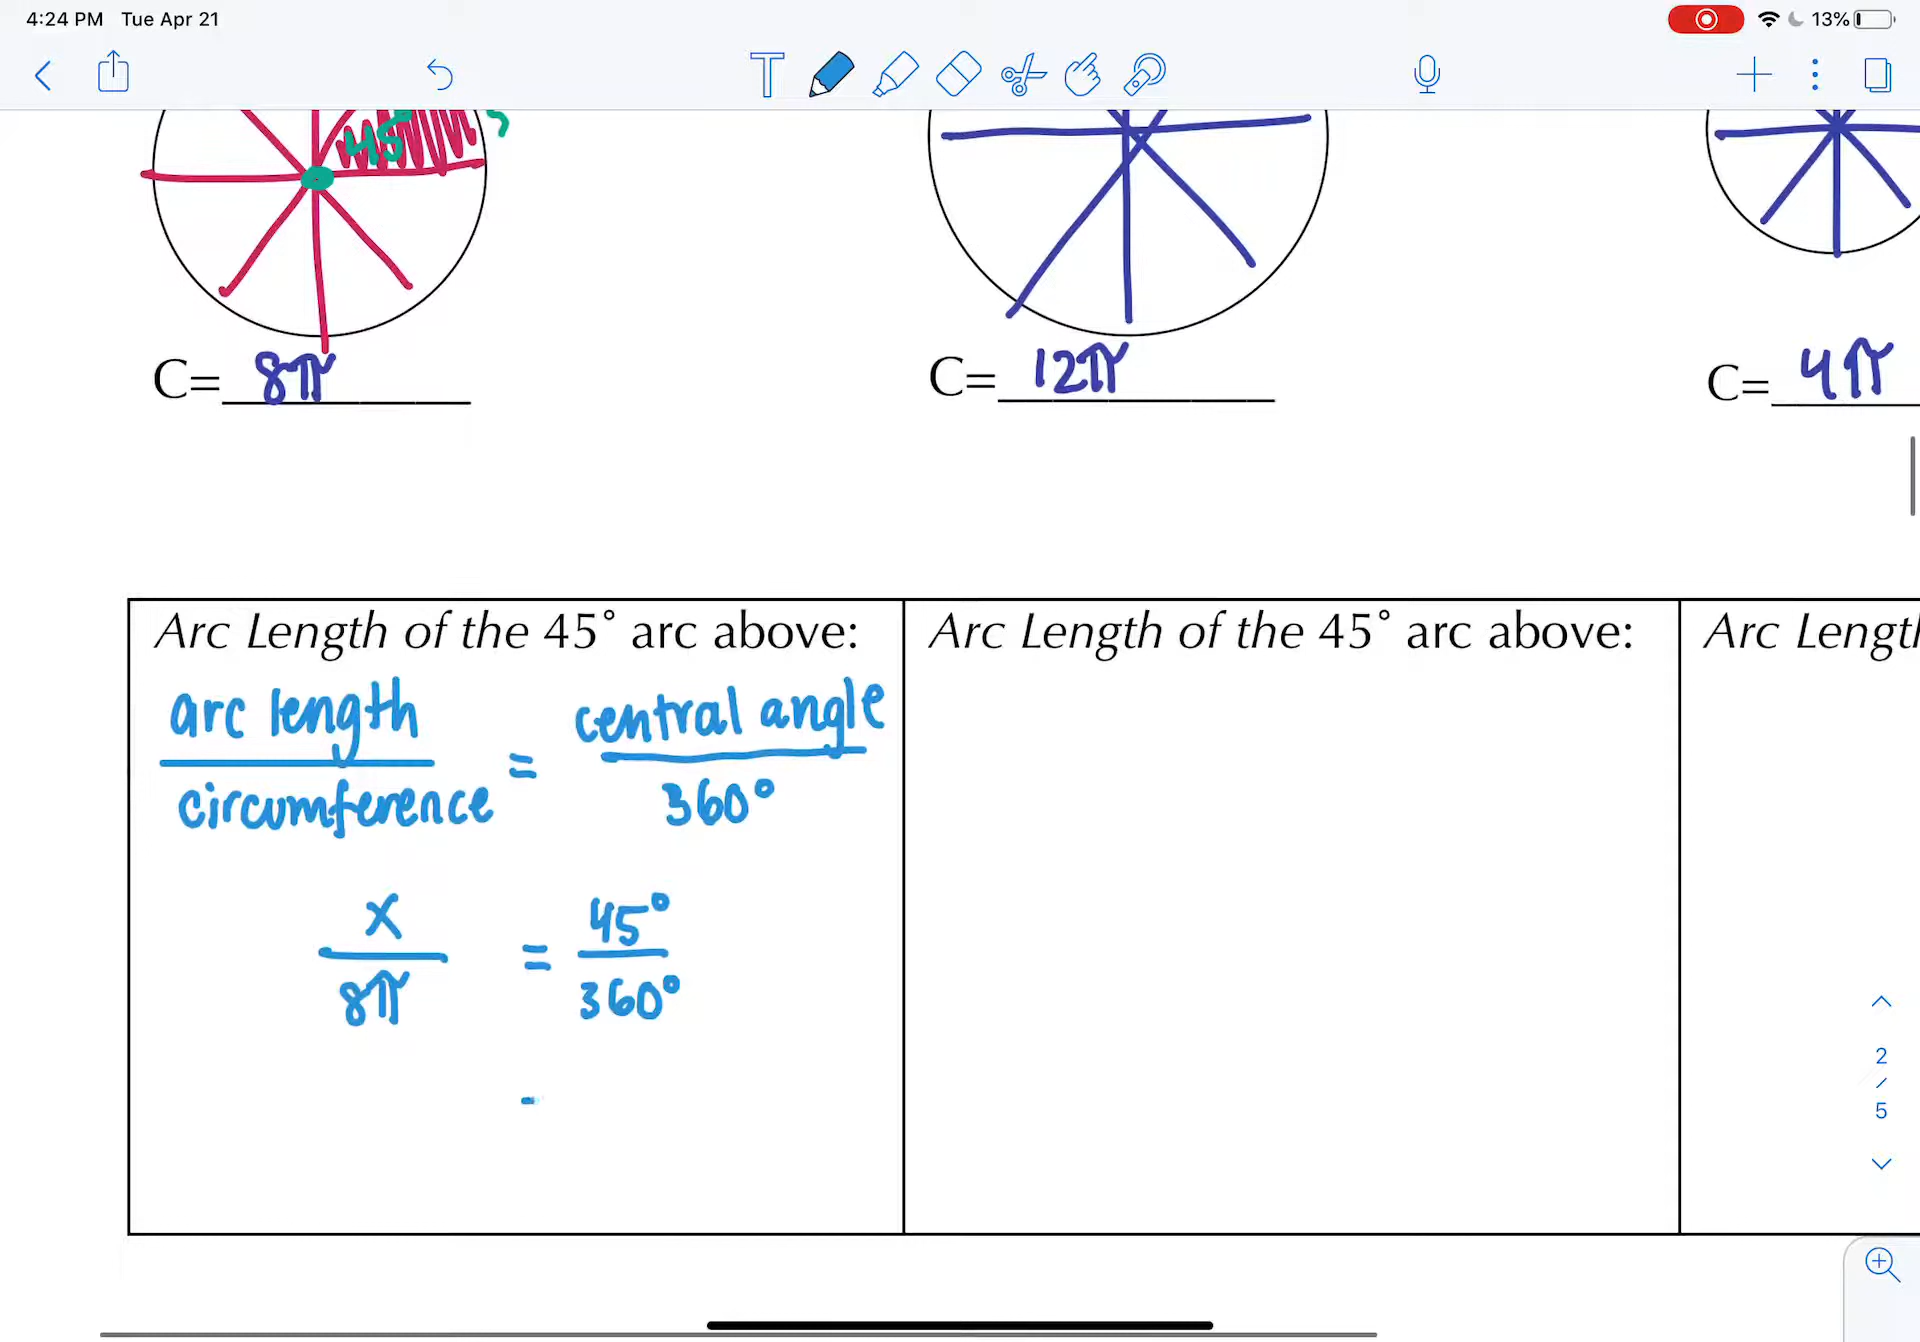 4:24 PM Tue Apr 21
13%
45°
C= 8π
C= 12π
C= 4π
Arc Length of the 45° arc above:
arc length = central angle
circumference 360°
x = 45°
8π 360°
Arc Length of the 45° arc above:
Arc Length
2
/
5